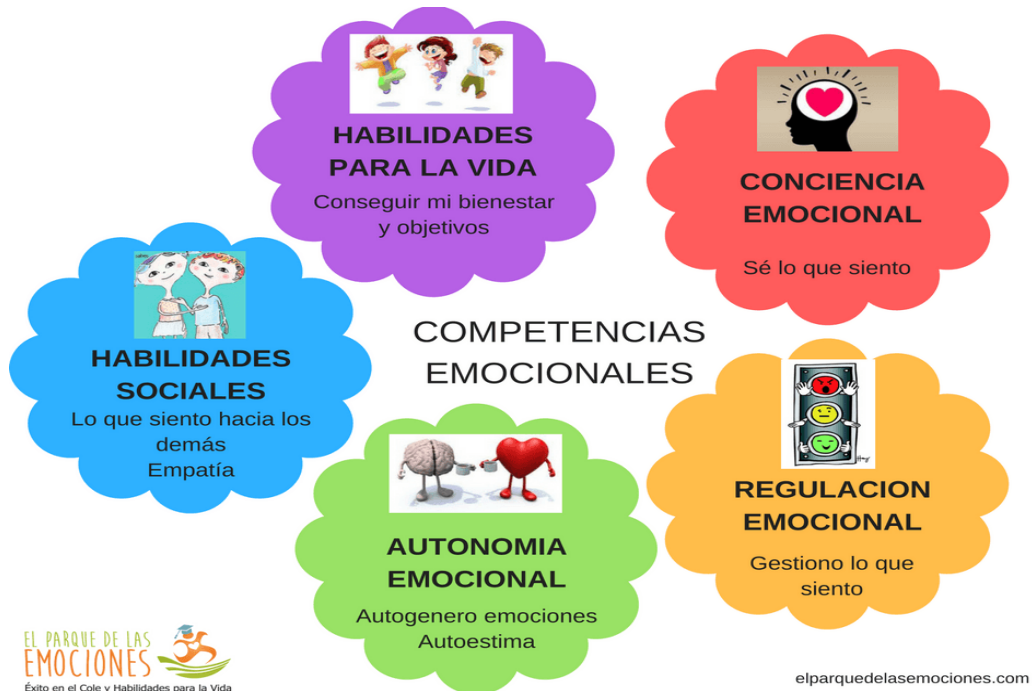 HABILIDADES
PARA LA VIDA
Conseguir mi bienestar
y objetivos
CONCIENCIA
EMOCIONAL
Sé lo que siento
COMPETENCIAS
EMOCIONALES
HABILIDADES
SOCIALES
Lo que siento hacia los
demás
Empatía
REGULACION
EMOCIONAL
Gestiono lo que
siento
AUTONOMIA
EMOCIONAL
Autogenero emociones
Autoestima
EL PARQUE DE LAS
EMOCIONES
Éxito en el Cole y Habilidades para la Vida
elparquedelasemociones.com